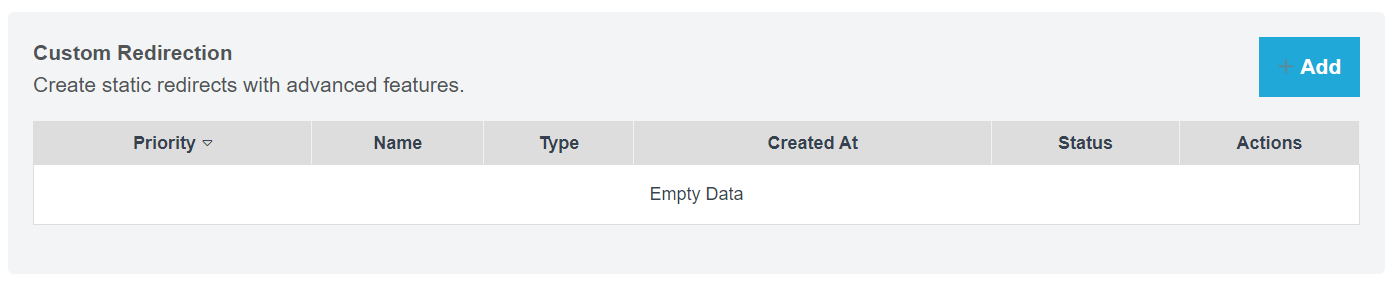 Custom Redirection
Create static redirects with advanced features.
+ Add
Priority Name Type Created At Status Actions
Empty Data